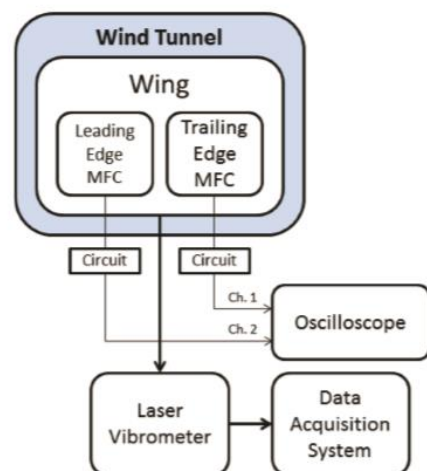 Wind Tunnel
Wing
Leading
Edge
MFC
Trailing
Edge
MFC
Circuit
Circuit
Ch. 1
Ch. 2
Oscilloscope
Laser
Vibrometer
Data
Acquisition
System